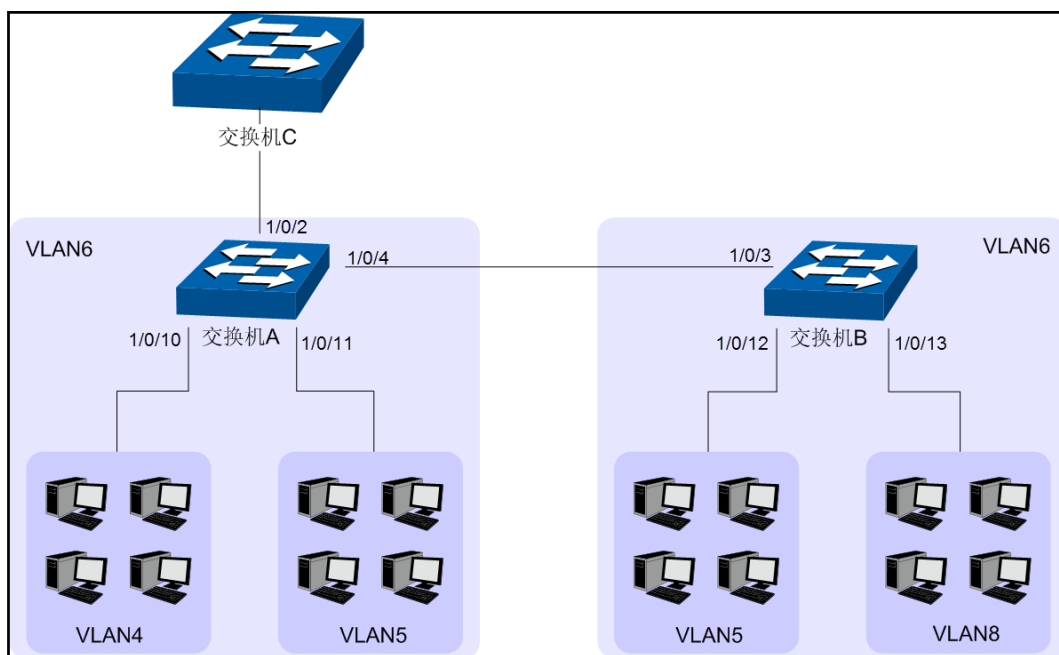 交换机C
1/0/2
VLAN6
VLAN6
1/0/4
1/0/3
1/0/10
交换机A
1/0/11
1/0/12
交换机B
1/0/13
VLAN4
VLAN5
VLAN5
VLAN8